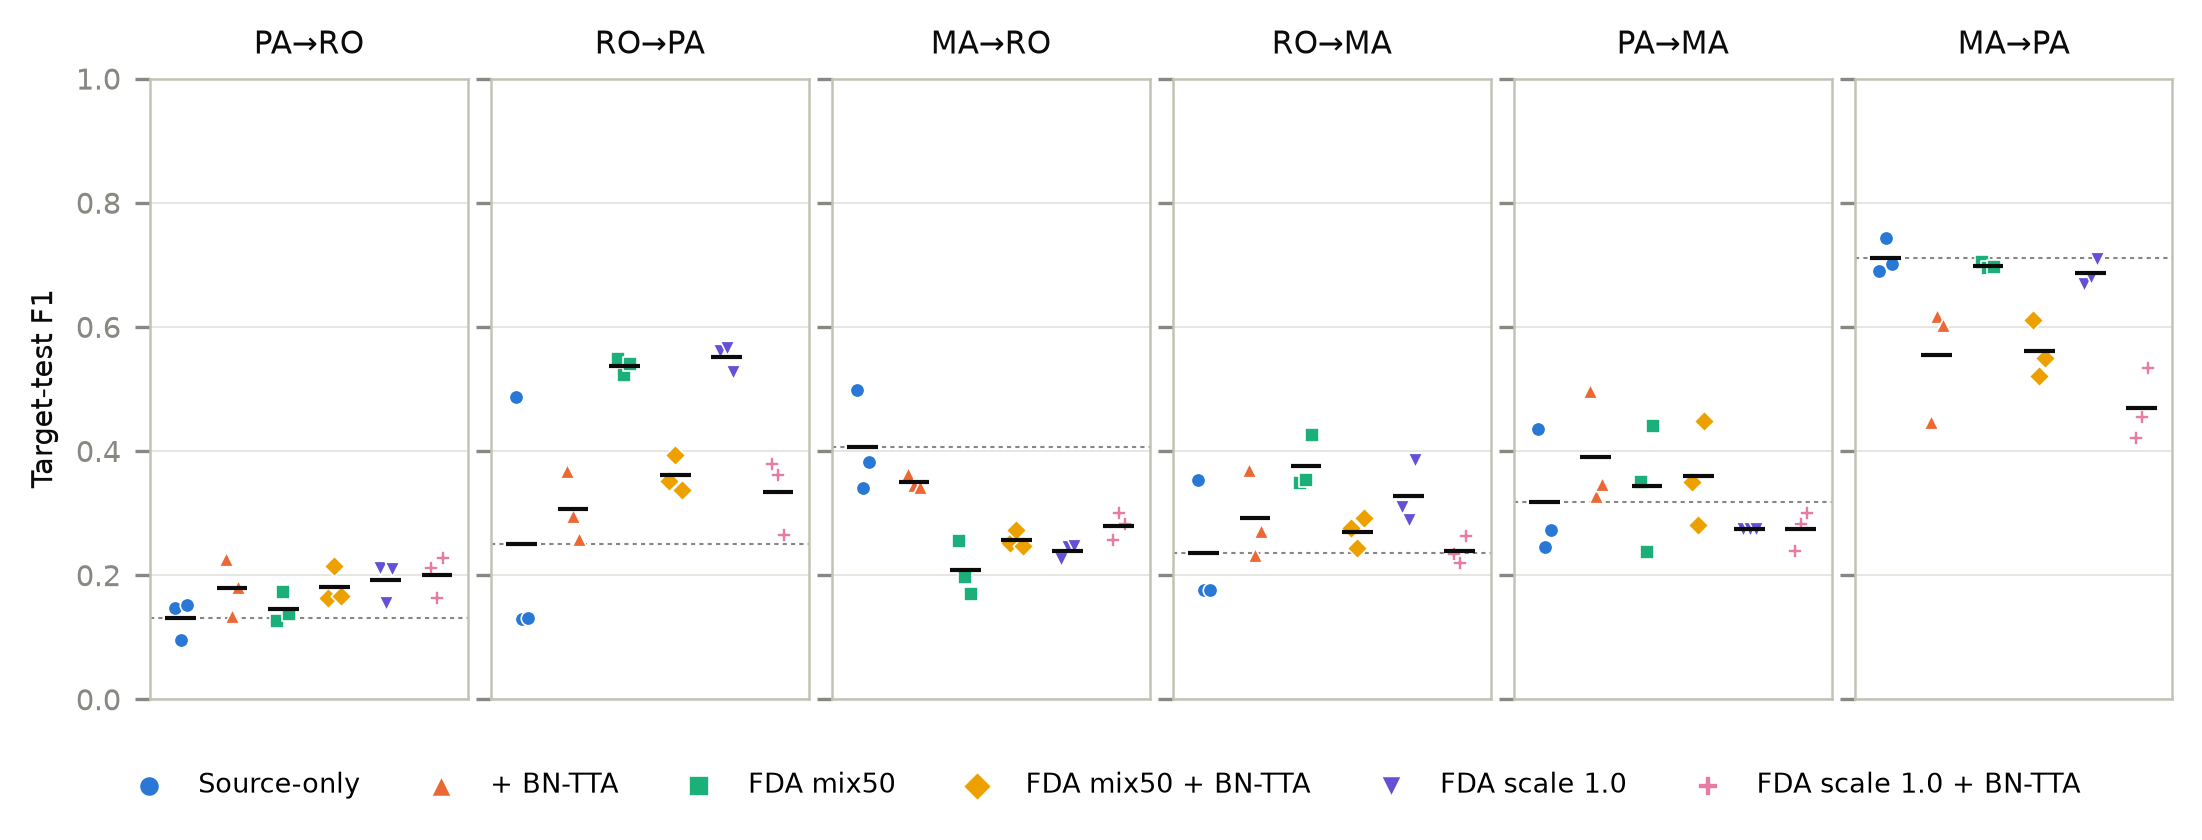 PA→RO RO→PA MA→RO RO→MA PA→MA MA→PA
1.0
0.8
0.6
0.4
0.2
0.0
Target-test F1
Source-only + BN-TTA FDA mix50 FDA mix50 + BN-TTA FDA scale 1.0 FDA scale 1.0 + BN-TTA